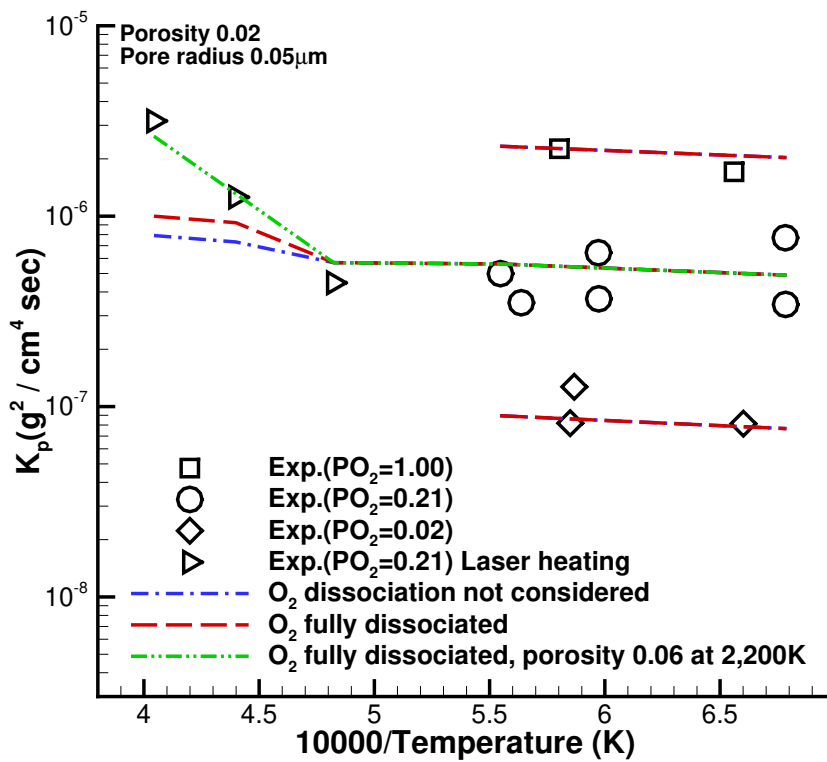 Porosity 0.02
Pore radius 0.05μm
10⁻⁵
10⁻⁶
10⁻⁷
10⁻⁸
Kₚ(g² / cm⁴ sec)
Exp.(PO₂=1.00)
Exp.(PO₂=0.21)
Exp.(PO₂=0.02)
Exp.(PO₂=0.21) Laser heating
O₂ dissociation not considered
O₂ fully dissociated
O₂ fully dissociated, porosity 0.06 at 2,200K
4 4.5 5 5.5 6 6.5
10000/Temperature (K)